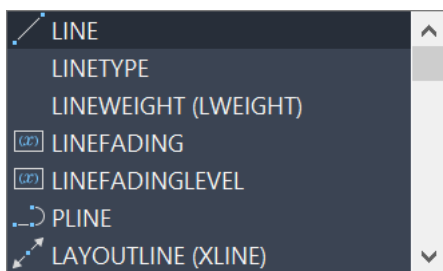 LINE
LINETYPE
LINEWEIGHT (LWEIGHT)
(x) LINEFADING
(x) LINEFADINGLEVEL
PLINE
LAYOUTLINE (XLINE)